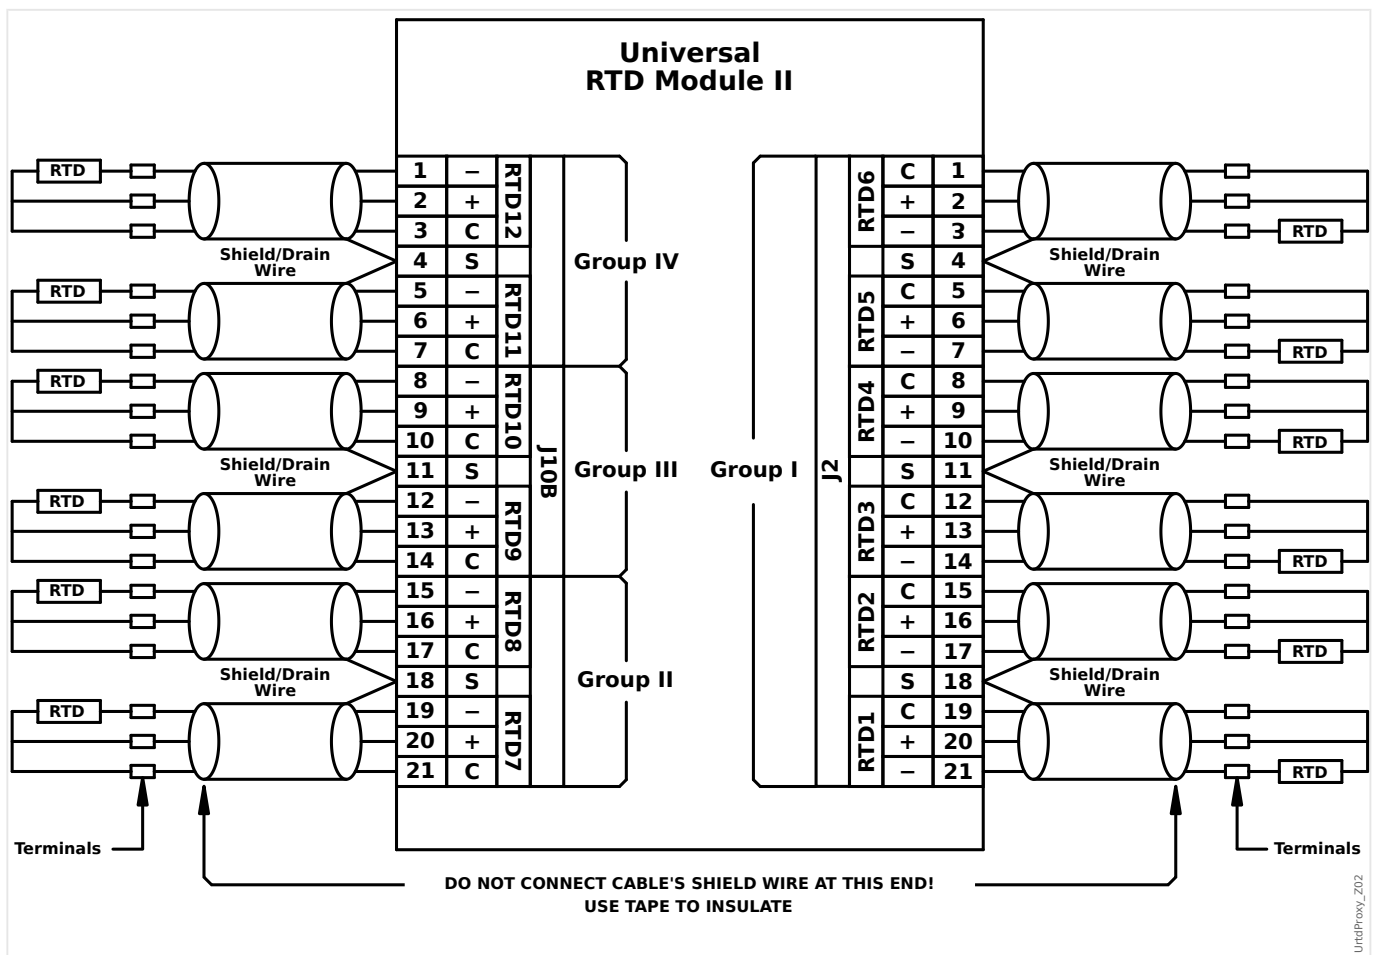 Universal
RTD Module II
RTD 1 − RTD12 C 1 RTD
2 + RTD6 + 2
3 C − 3 RTD
Shield/Drain
Wire
4 S Group IV S 4
Shield/Drain
Wire
RTD 5 − RTD11 C 5
6 + RTD5 + 6
7 C − 7 RTD
RTD 8 − RTD10 C 8
9 + RTD4 + 9
10 C − 10 RTD
Shield/Drain
Wire
11 S J10B Group III Group I J2 S 11
Shield/Drain
Wire
RTD 12 − RTD9 C 12
13 + RTD3 + 13
14 C − 14 RTD
RTD 15 − RTD8 C 15
16 + RTD2 + 16
17 C − 17 RTD
Shield/Drain
Wire
18 S Group II S 18
Shield/Drain
Wire
RTD 19 − RTD7 C 19
20 + RTD1 + 20
21 C − 21 RTD
Terminals
Terminals
DO NOT CONNECT CABLE'S SHIELD WIRE AT THIS END!
USE TAPE TO INSULATE
UrtdProxy_Z02